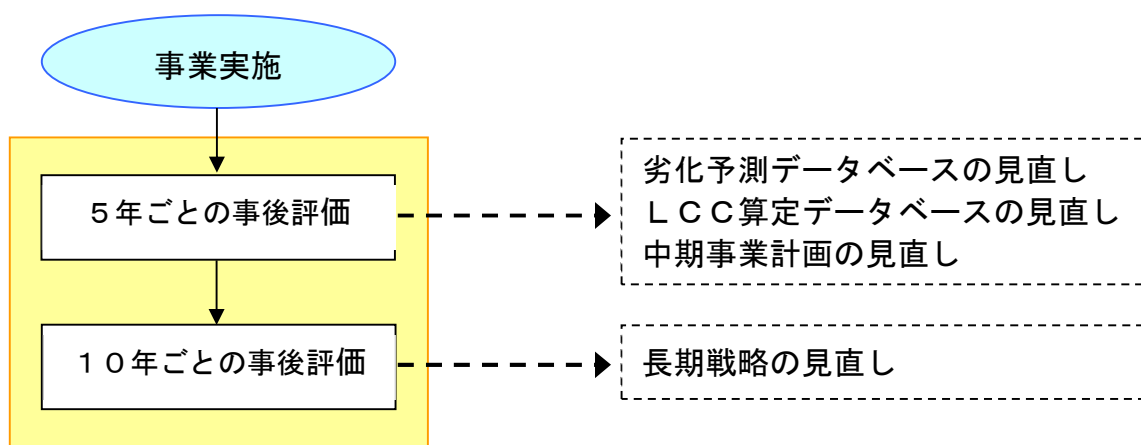 事業実施
５年ごとの事後評価
劣化予測データベースの見直し
ＬＣＣ算定データベースの見直し
中期事業計画の見直し
１０年ごとの事後評価
長期戦略の見直し